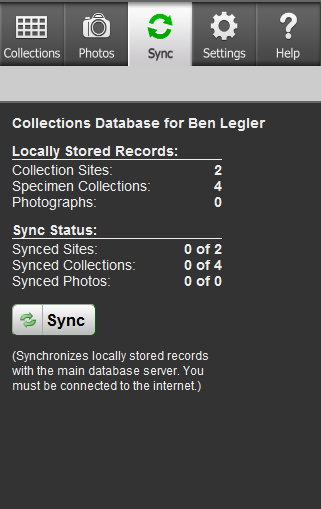 Collections Photos Sync Settings Help
Collections Database for Ben Legler
Locally Stored Records:
Collection Sites: 2
Specimen Collections: 4
Photographs: 0
Sync Status:
Synced Sites: 0 of 2
Synced Collections: 0 of 4
Synced Photos: 0 of 0
Sync
(Synchronizes locally stored records
with the main database server. You
must be connected to the internet.)